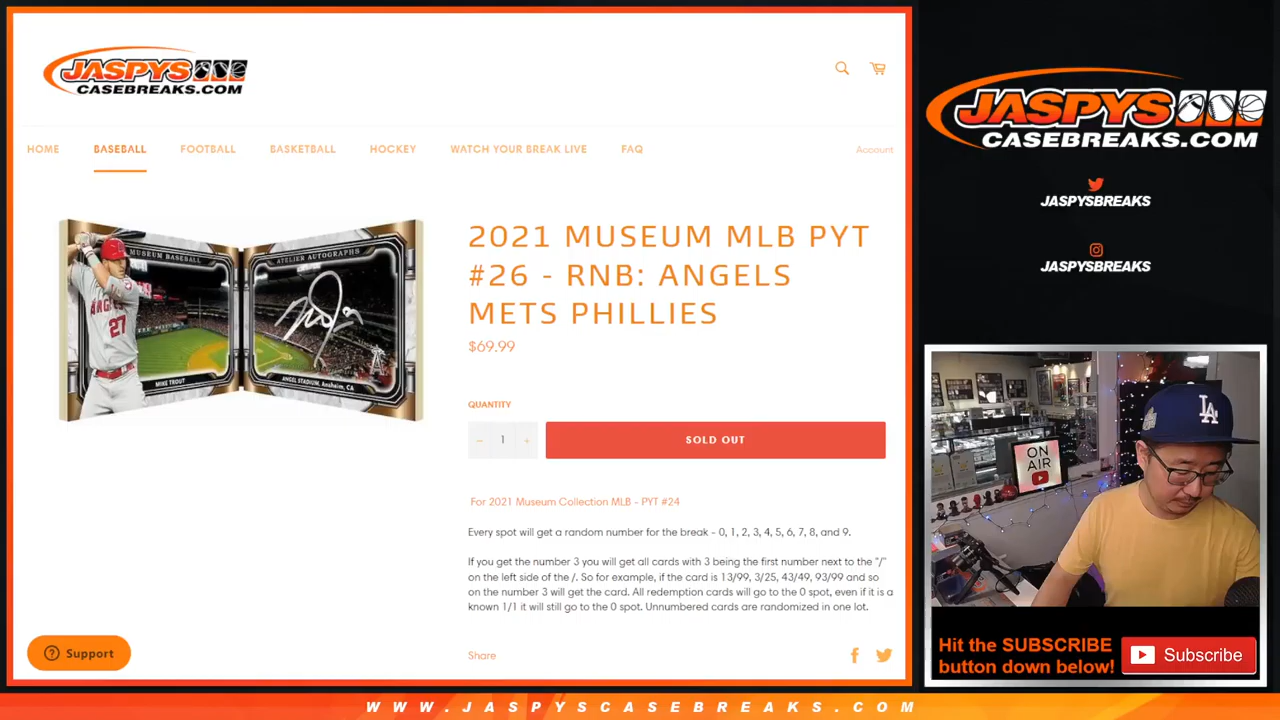 JASPYS
CASEBREAKS.COM
HOME
BASEBALL
FOOTBALL
BASKETBALL
HOCKEY
WATCH YOUR BREAK LIVE
FAQ
Account
MUSEUM BASEBALL
ATELIER AUTOGRAPHS
ANGELS
27
MIKE TROUT
ANGEL STADIUM, Anaheim, CA
2021 MUSEUM MLB PYT
#26 - RNB: ANGELS
METS PHILLIES
$69.99
QUANTITY
− 1 +
SOLD OUT
For 2021 Museum Collection MLB - PYT #24
Every spot will get a random number for the break - 0, 1, 2, 3, 4, 5, 6, 7, 8, and 9.
If you get the number 3 you will get all cards with 3 being the first number next to the "/"
on the left side of the /. So for example, if the card is 13/99, 3/25, 43/49, 93/99 and so
on the number 3 will get the card. All redemption cards will go to the 0 spot, even if it is a
known 1/1 it will still go to the 0 spot. Unnumbered cards are randomized in one lot.
Share
Support
JASPYS
CASEBREAKS.COM
JASPYSBREAKS
JASPYSBREAKS
ON
AIR
LA
Hit the SUBSCRIBE
button down below!
Subscribe
WWW.JASPYSCASEBREAKS.COM